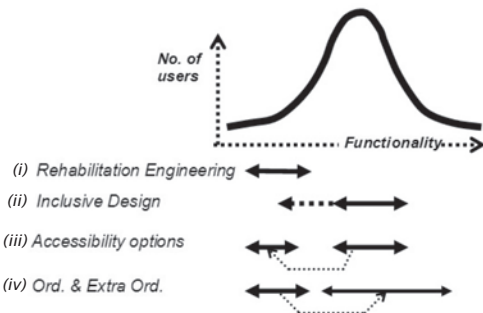 No. of
users
Functionality
(i) Rehabilitation Engineering
(ii) Inclusive Design
(iii) Accessibility options
(iv) Ord. & Extra Ord.